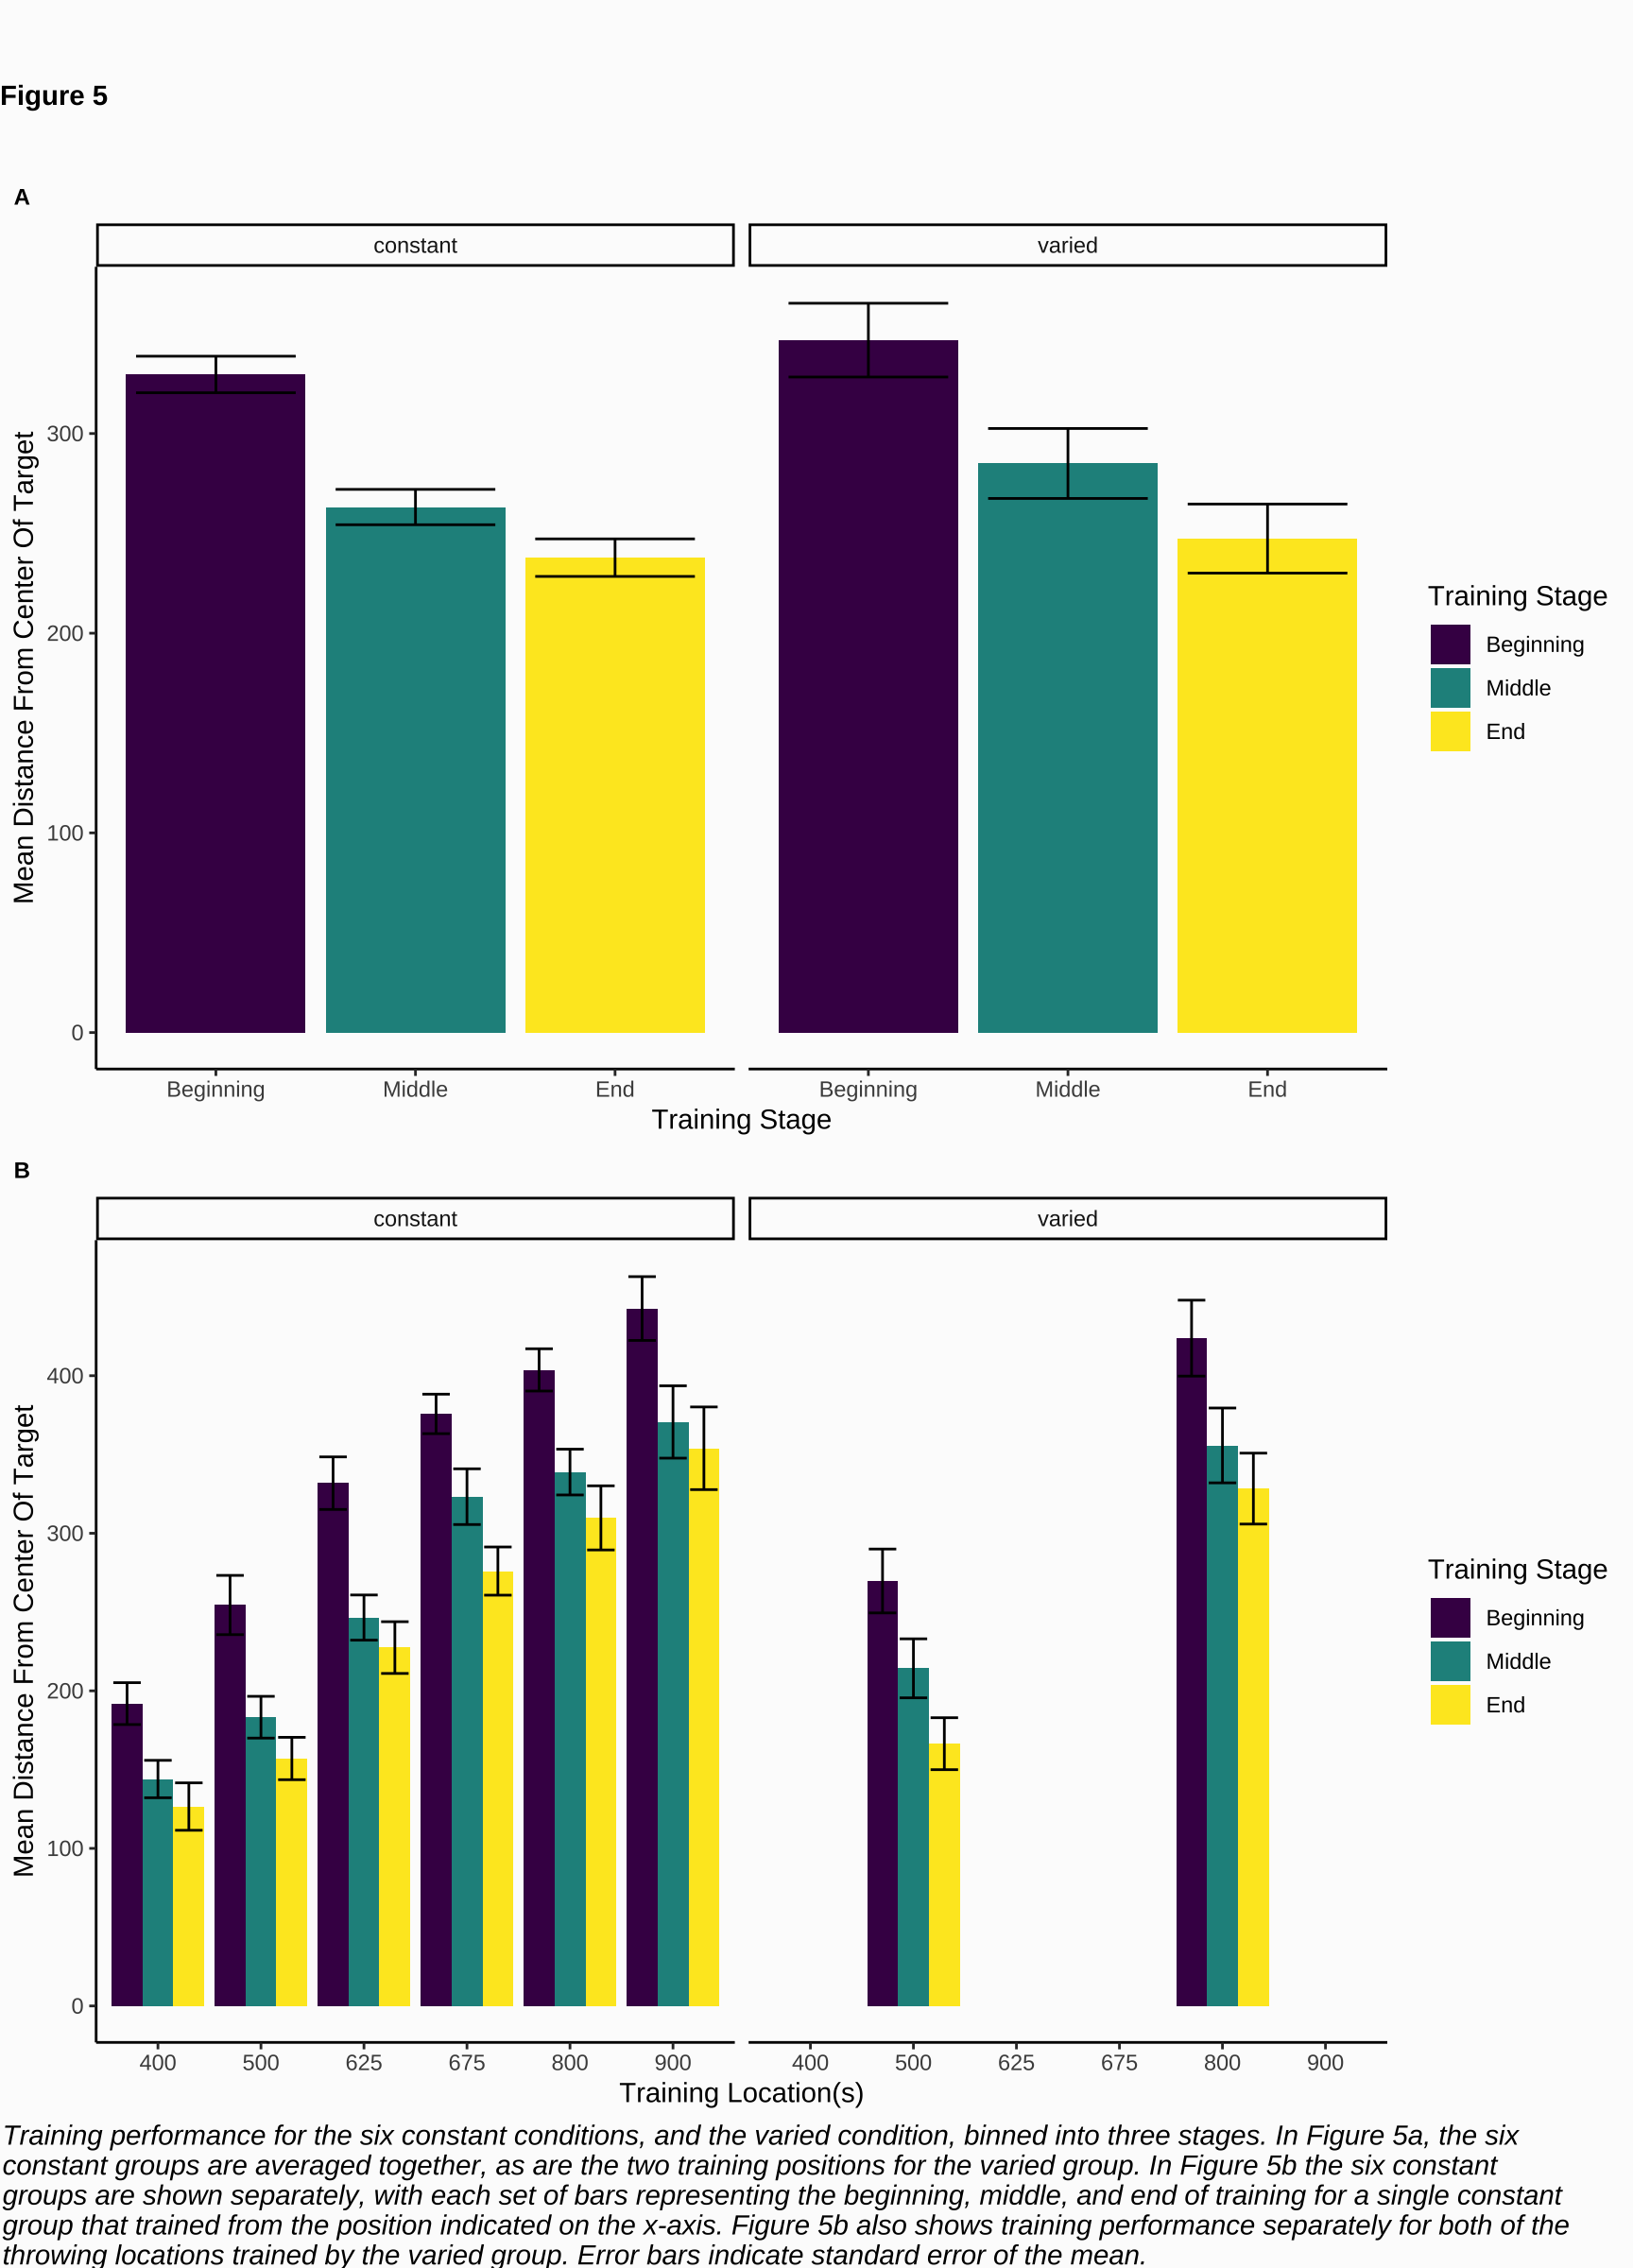 Figure 5
A
constant
varied
Mean Distance From Center Of Target
300
200
100
0
Beginning
Middle
End
Beginning
Middle
End
Training Stage
Training Stage
Beginning
Middle
End
B
constant
varied
Mean Distance From Center Of Target
400
300
200
100
0
400
500
625
675
800
900
400
500
625
675
800
900
Training Location(s)
Training Stage
Beginning
Middle
End
Training performance for the six constant conditions, and the varied condition, binned into three stages. In Figure 5a, the six
constant groups are averaged together, as are the two training positions for the varied group. In Figure 5b the six constant
groups are shown separately, with each set of bars representing the beginning, middle, and end of training for a single constant
group that trained from the position indicated on the x-axis. Figure 5b also shows training performance separately for both of the
throwing locations trained by the varied group. Error bars indicate standard error of the mean.